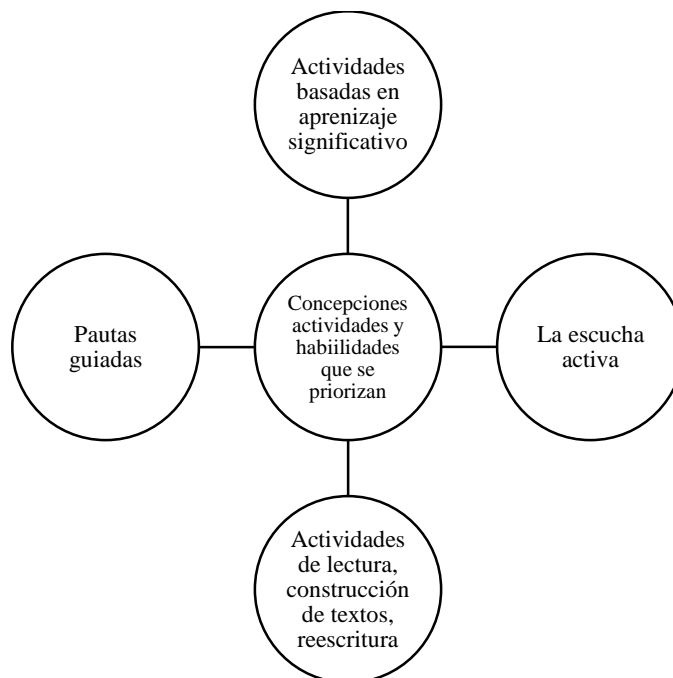 Actividades
basadas en
aprenizaje
significativo
Pautas
guiadas
Concepciones
actividades y
habiilidades
que se
priorizan
La escucha
activa
Actividades
de lectura,
construcción
de textos,
reescritura